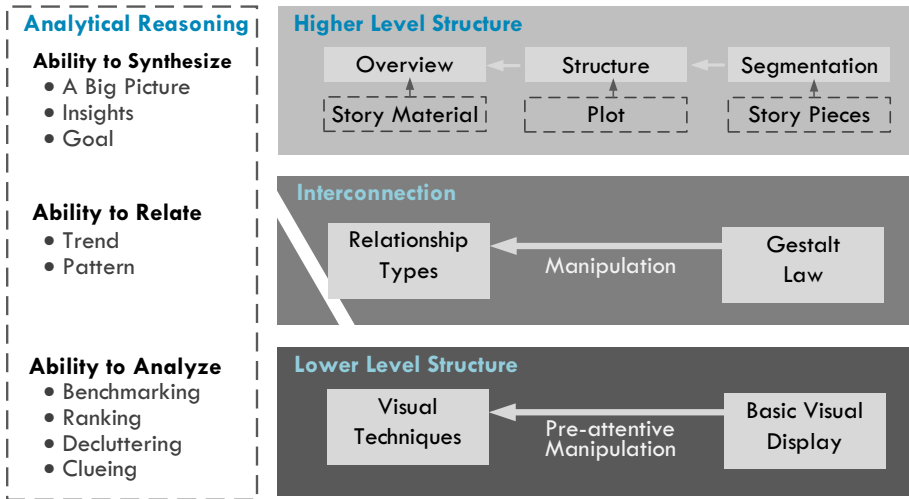 Analytical Reasoning
Ability to Synthesize
• A Big Picture
• Insights
• Goal
Ability to Relate
• Trend
• Pattern
Ability to Analyze
• Benchmarking
• Ranking
• Decluttering
• Clueing
Higher Level Structure
Overview
Structure
Segmentation
Story Material
Plot
Story Pieces
Interconnection
Relationship
Types
Manipulation
Gestalt
Law
Lower Level Structure
Visual
Techniques
Pre-attentive
Manipulation
Basic Visual
Display